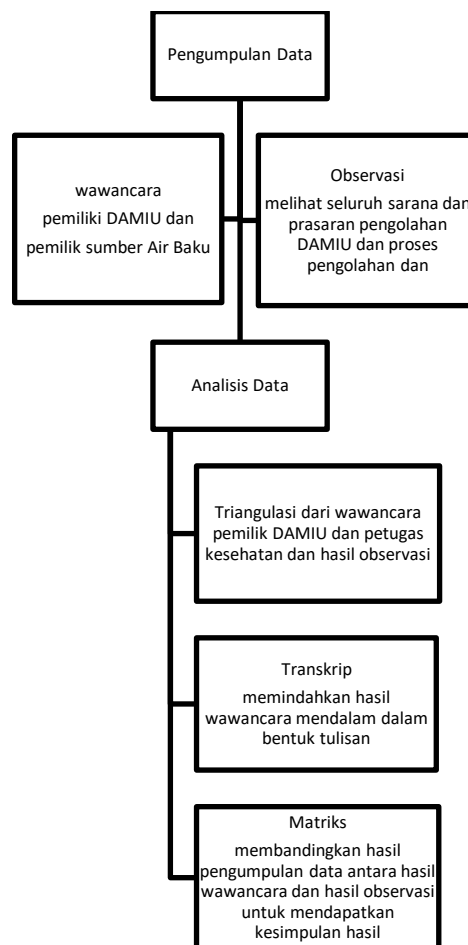 Pengumpulan Data
wawancara
pemiliki DAMIU dan
pemilik sumber Air Baku
Observasi
melihat seluruh sarana dan
prasaran pengolahan
DAMIU dan proses
pengolahan dan
Analisis Data
Triangulasi dari wawancara
pemilik DAMIU dan petugas
kesehatan dan hasil observasi
Transkrip
memindahkan hasil
wawancara mendalam dalam
bentuk tulisan
Matriks
membandingkan hasil
pengumpulan data antara hasil
wawancara dan hasil observasi
untuk mendapatkan
kesimpulan hasil